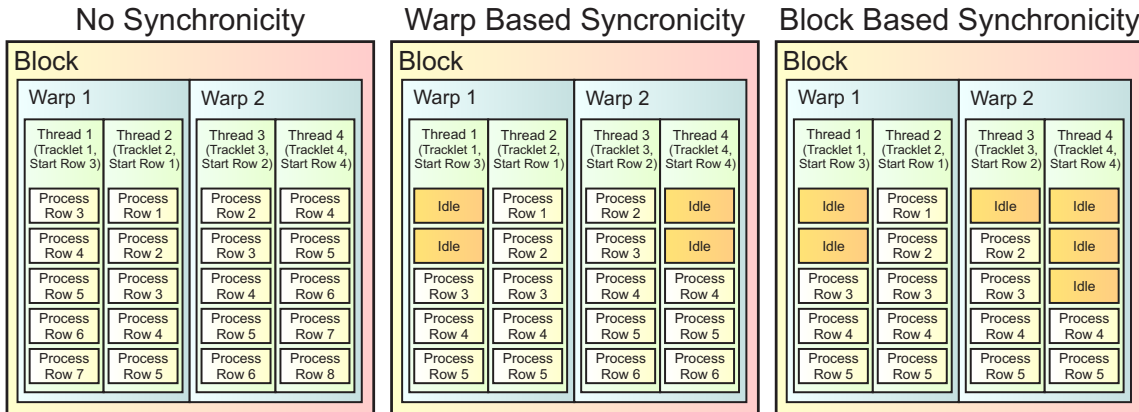 No Synchronicity
Block
Warp 1
Thread 1
(Tracklet 1,
Start Row 3)
Process
Row 3
Process
Row 4
Process
Row 5
Process
Row 6
Process
Row 7
Thread 2
(Tracklet 2,
Start Row 1)
Process
Row 1
Process
Row 2
Process
Row 3
Process
Row 4
Process
Row 5
Warp 2
Thread 3
(Tracklet 3,
Start Row 2)
Process
Row 2
Process
Row 3
Process
Row 4
Process
Row 5
Process
Row 6
Thread 4
(Tracklet 4,
Start Row 4)
Process
Row 4
Process
Row 5
Process
Row 6
Process
Row 7
Process
Row 8
Warp Based Syncronicity
Block
Warp 1
Thread 1
(Tracklet 1,
Start Row 3)
Idle
Idle
Process
Row 3
Process
Row 4
Process
Row 5
Thread 2
(Tracklet 2,
Start Row 1)
Process
Row 1
Process
Row 2
Process
Row 3
Process
Row 4
Process
Row 5
Warp 2
Thread 3
(Tracklet 3,
Start Row 2)
Process
Row 2
Process
Row 3
Process
Row 4
Process
Row 5
Process
Row 6
Thread 4
(Tracklet 4,
Start Row 4)
Idle
Idle
Process
Row 4
Process
Row 5
Process
Row 6
Block Based Synchronicity
Block
Warp 1
Thread 1
(Tracklet 1,
Start Row 3)
Idle
Idle
Process
Row 3
Process
Row 4
Process
Row 5
Thread 2
(Tracklet 2,
Start Row 1)
Process
Row 1
Process
Row 2
Process
Row 3
Process
Row 4
Process
Row 5
Warp 2
Thread 3
(Tracklet 3,
Start Row 2)
Idle
Process
Row 2
Process
Row 3
Process
Row 4
Process
Row 5
Thread 4
(Tracklet 4,
Start Row 4)
Idle
Idle
Idle
Process
Row 4
Process
Row 5